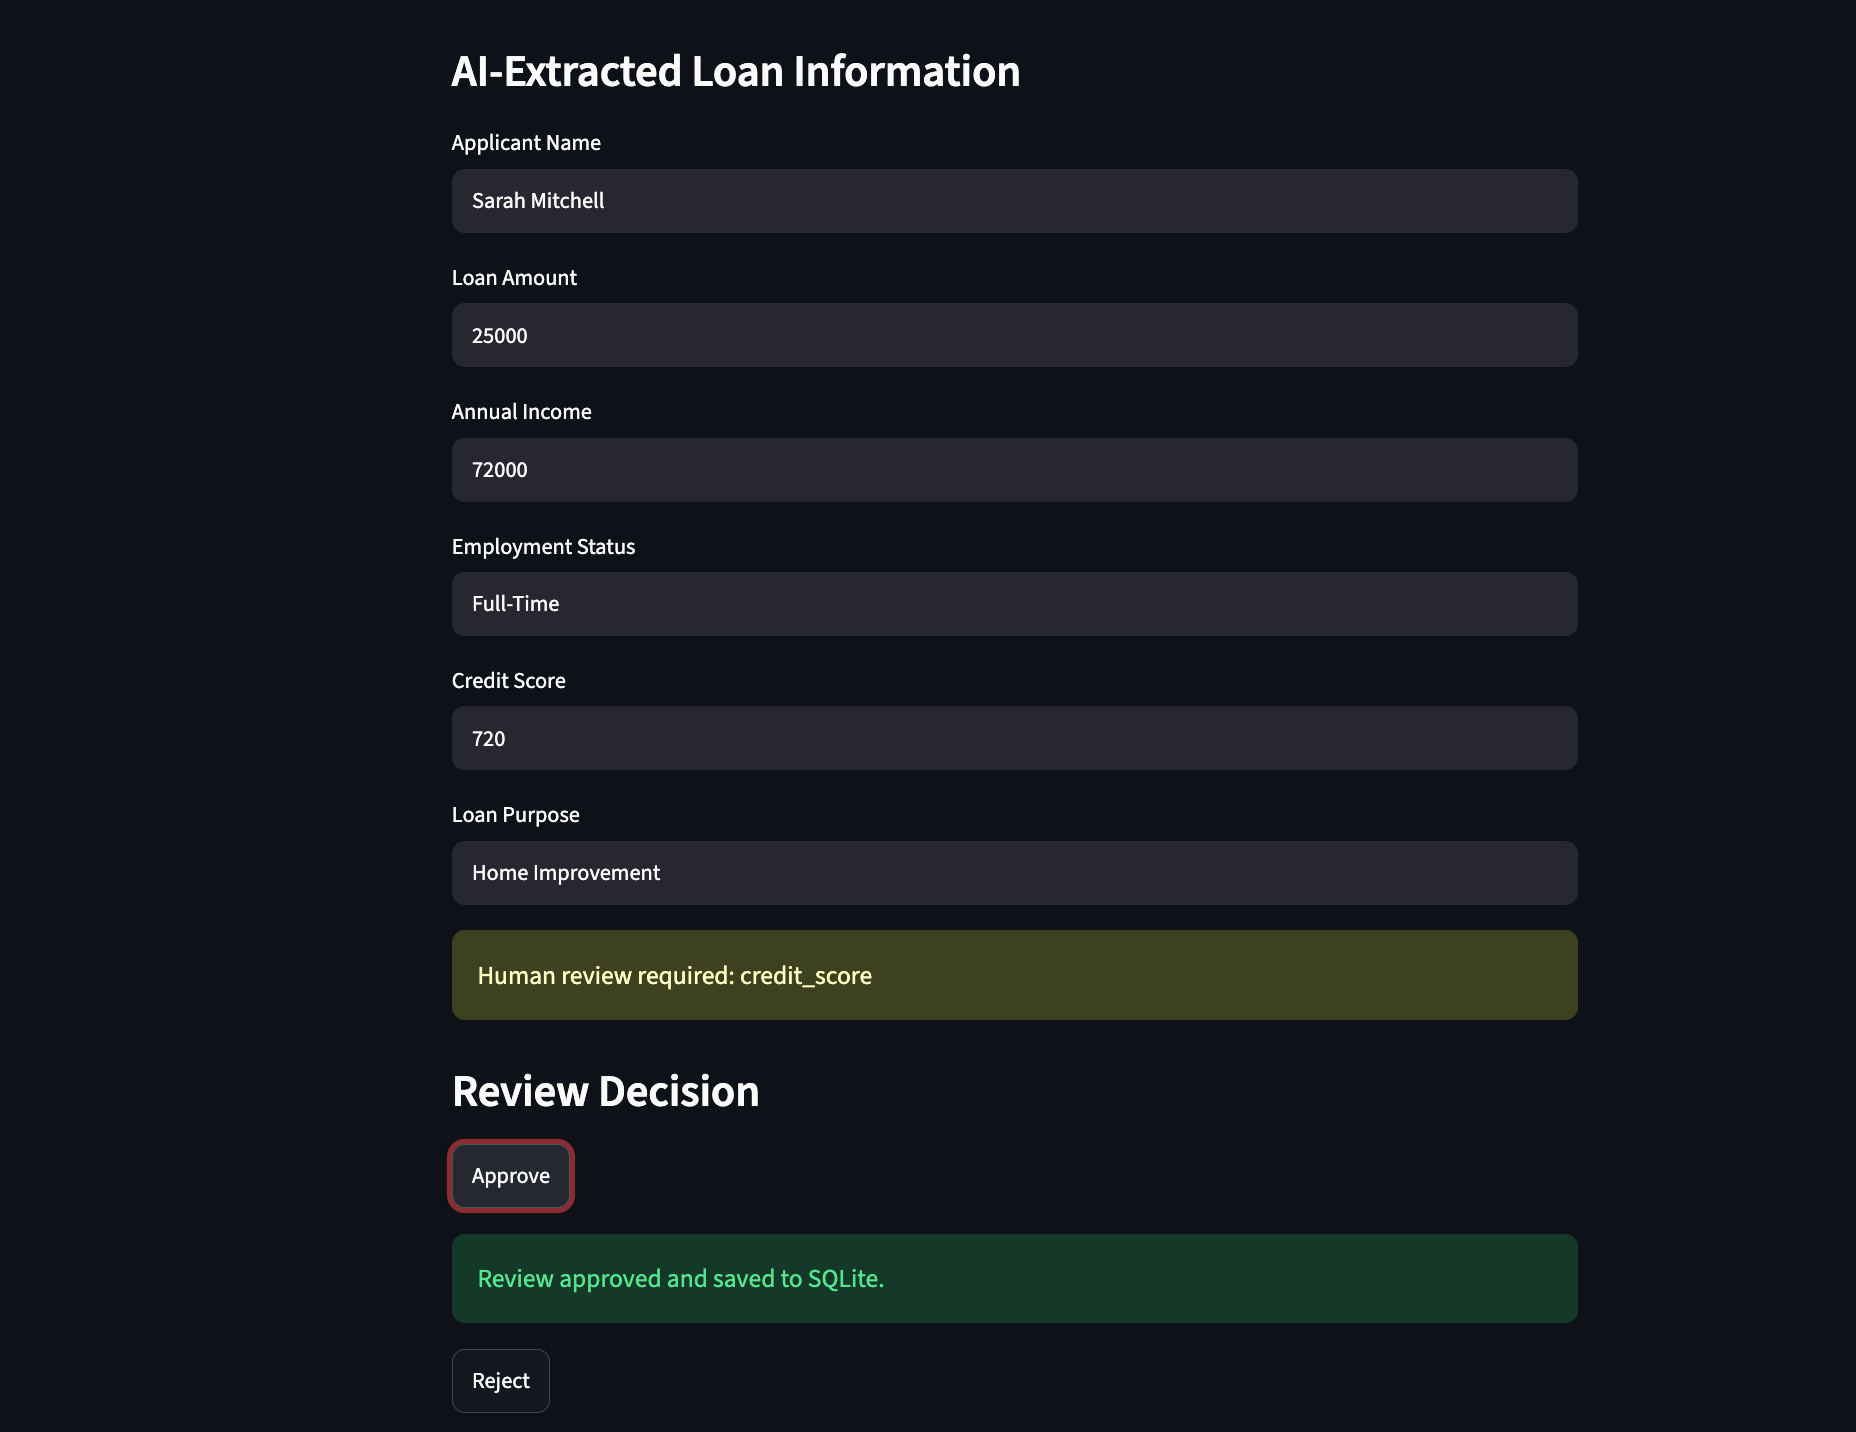 AI-Extracted Loan Information
Applicant Name
Sarah Mitchell
Loan Amount
25000
Annual Income
72000
Employment Status
Full-Time
Credit Score
720
Loan Purpose
Home Improvement
Human review required: credit_score
Review Decision
Approve
Review approved and saved to SQLite.
Reject